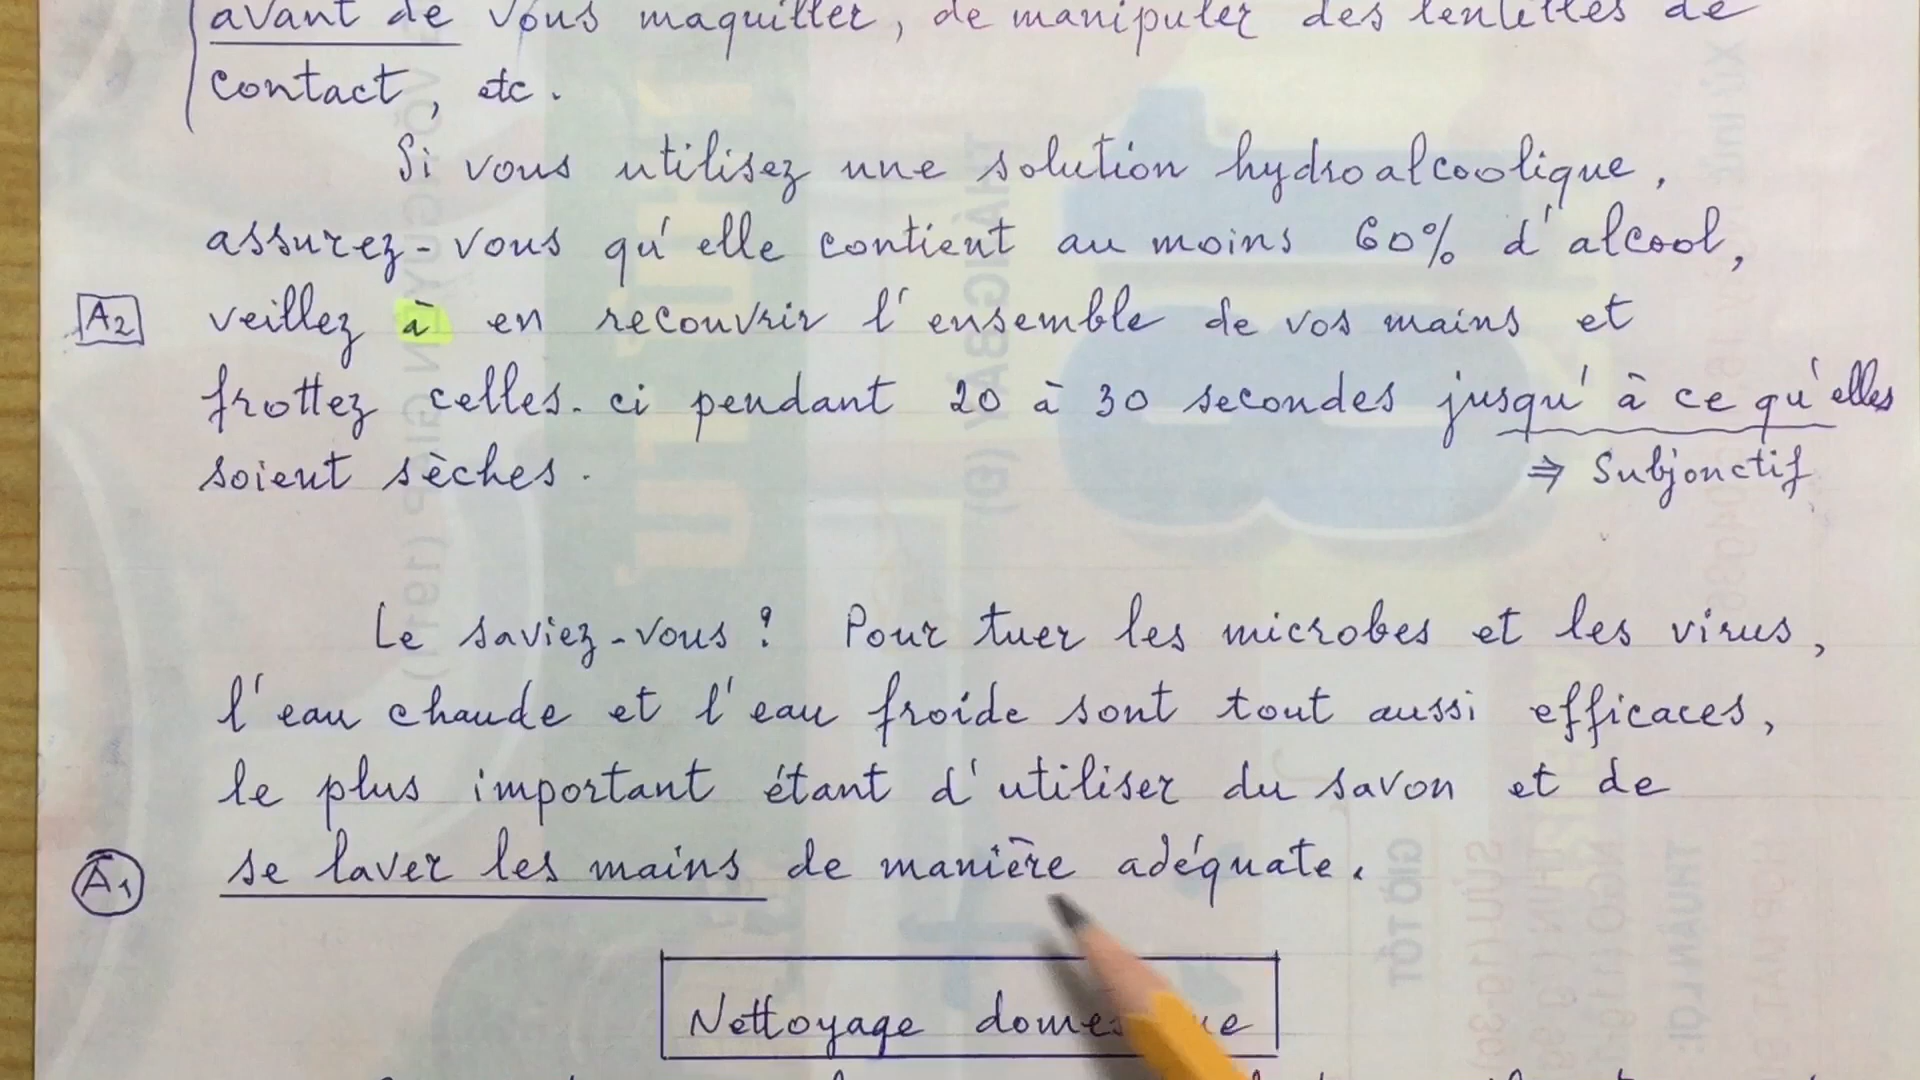 avant de vous maquiller, de manipuler des lentilles de
contact, etc.
Si vous utilisez une solution hydroalcoolique,
assurez-vous qu'elle contient au moins 60% d'alcool,
A2 veillez à en recouvrir l'ensemble de vos mains et
frottez celles-ci pendant 20 à 30 secondes jusqu'à ce qu'elles
soient sèches.
⇒ Subjonctif
Le saviez-vous? Pour tuer les microbes et les virus,
l'eau chaude et l'eau froide sont tout aussi efficaces,
le plus important étant d'utiliser du savon et de
A1 se laver les mains de manière adéquate.
Nettoyage